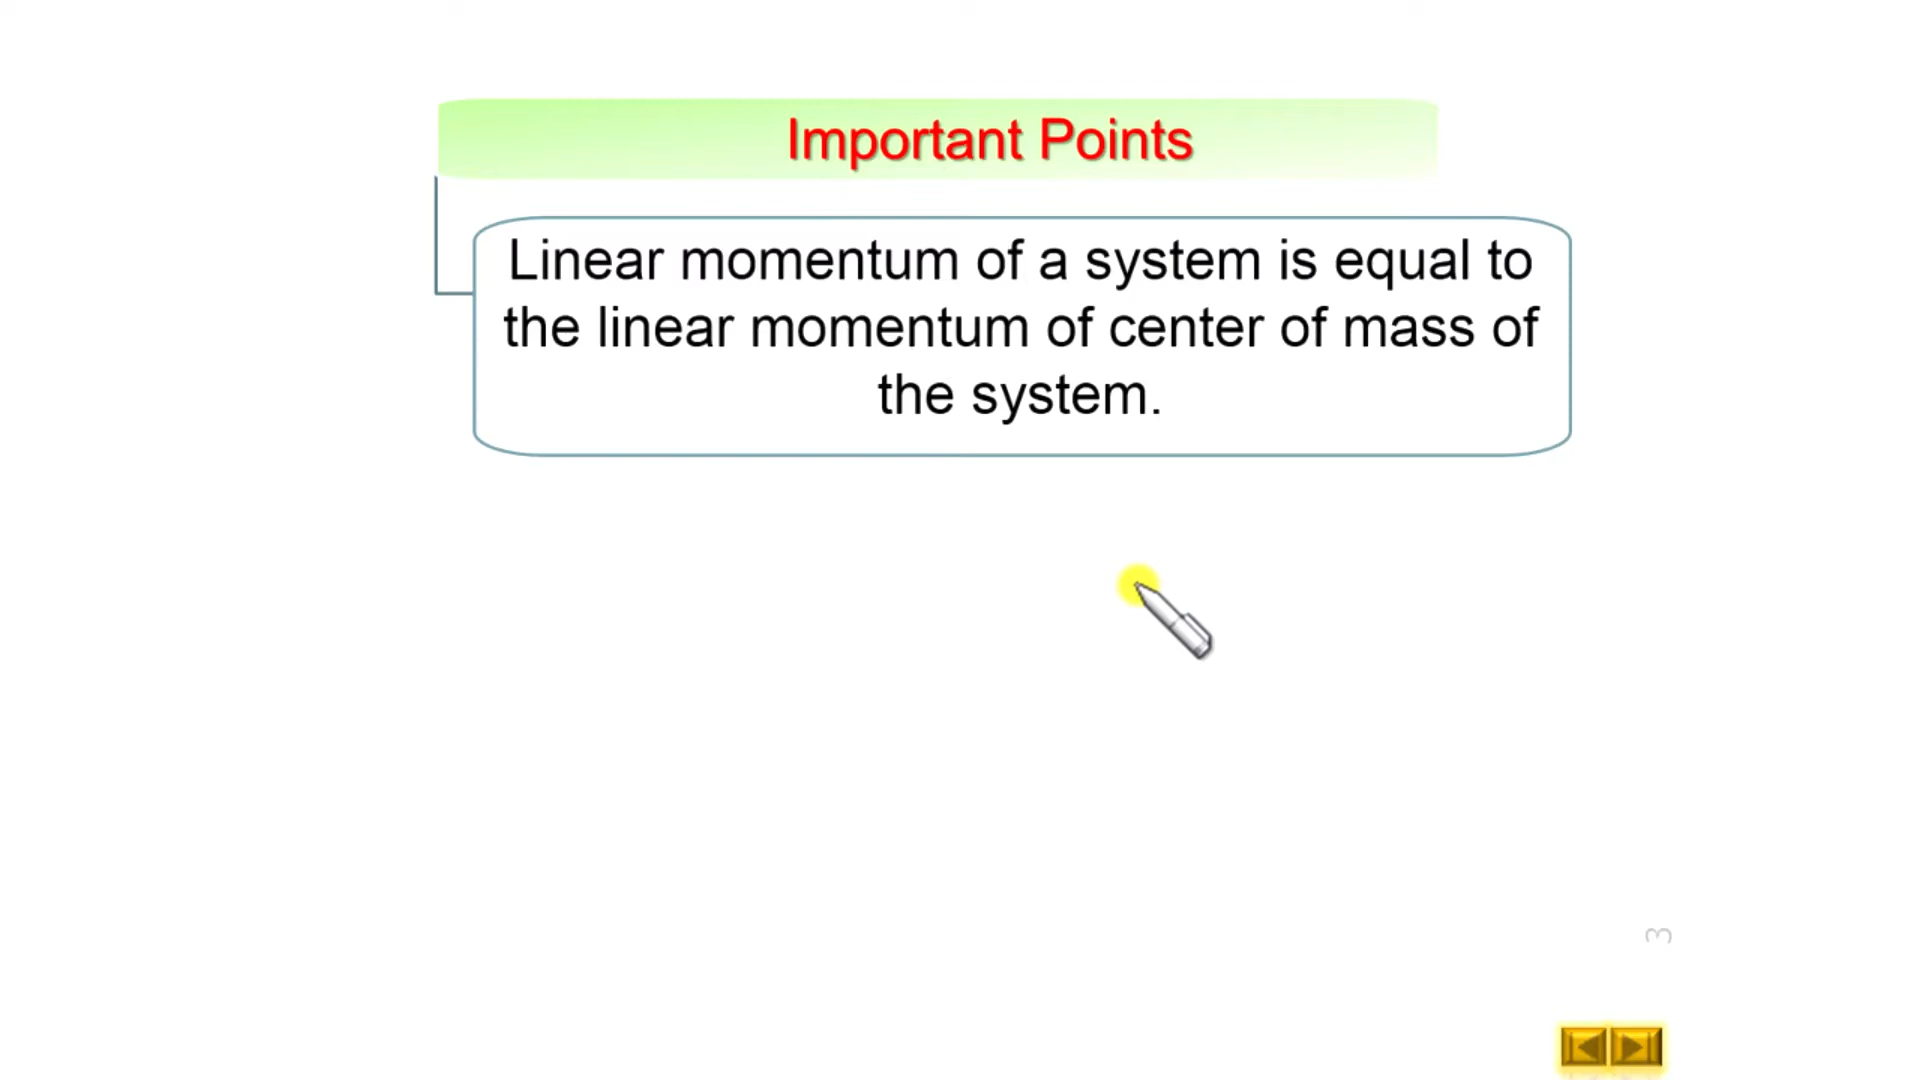 Important Points
Linear momentum of a system is equal to
the linear momentum of center of mass of
the system.
3